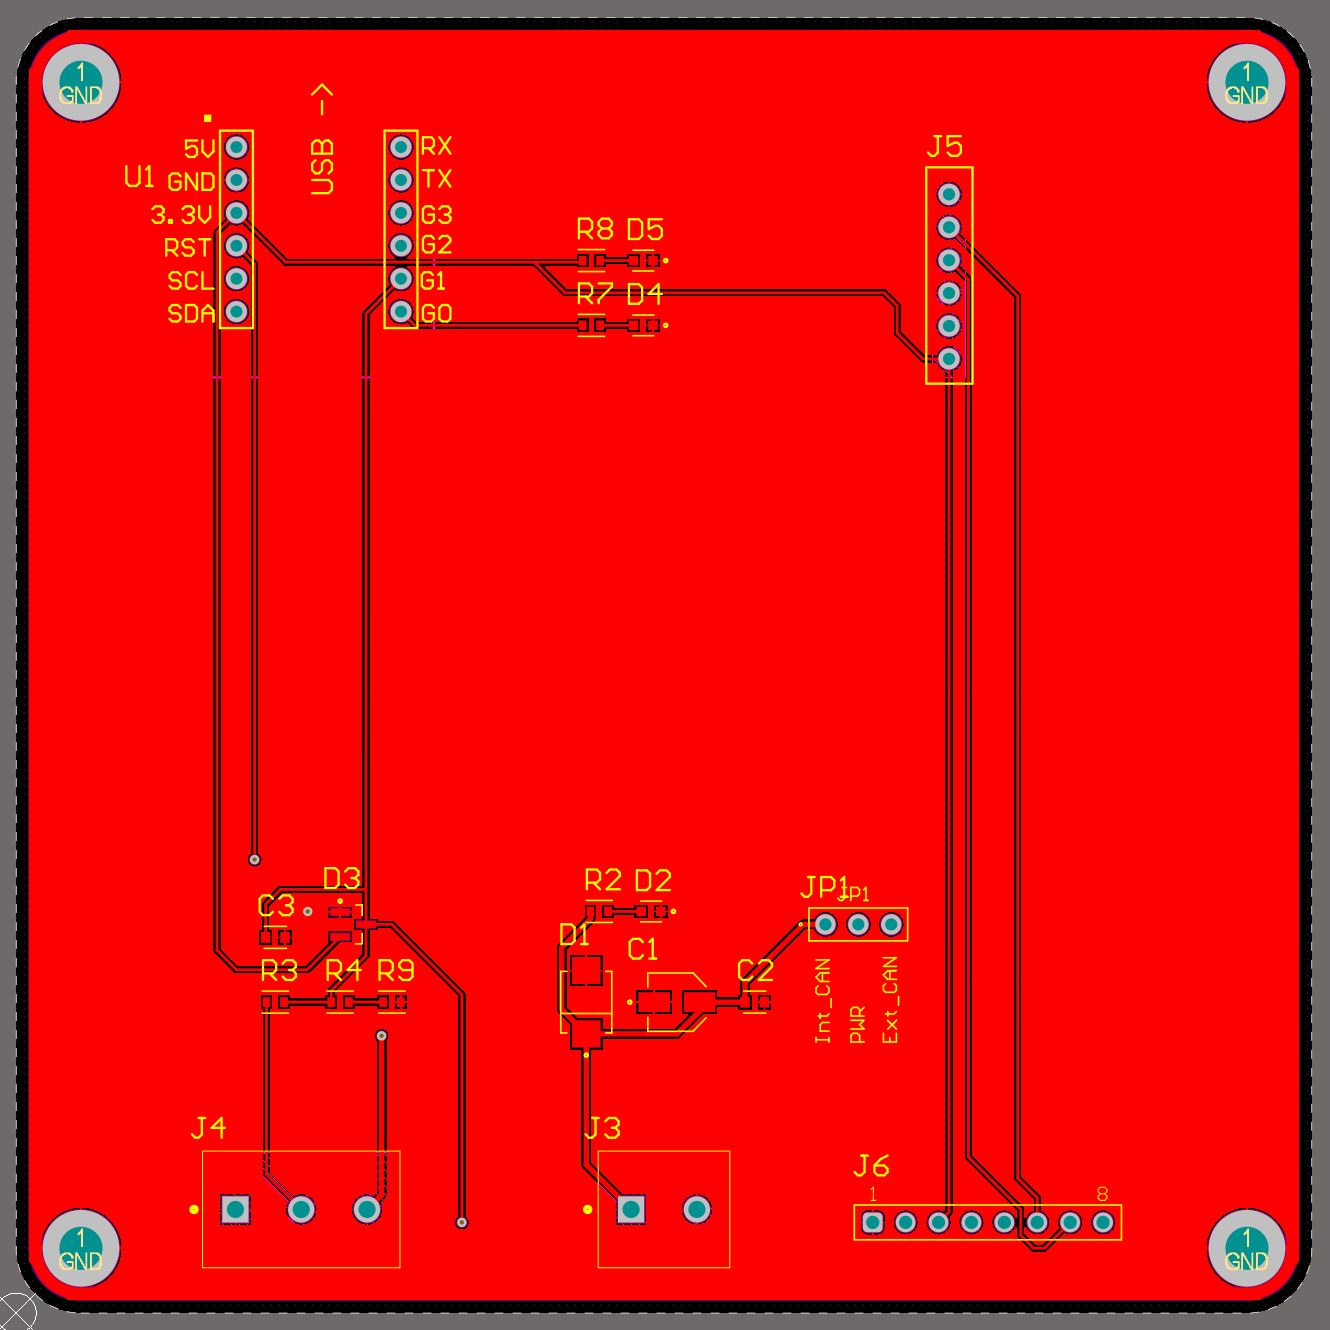 1
GND
1
GND
USB ->
U1
5V
GND
3.3V
RST
SCL
SDA
RX
TX
G3
G2
G1
G0
R8 D5
R7 D4
J5
D3
C3
R3 R4 R9
R2 D2
D1
C1
C2
JP1
JP1
Int_CAN
PWR
Ext_CAN
J4
J3
J6
1 8
1
GND
1
GND